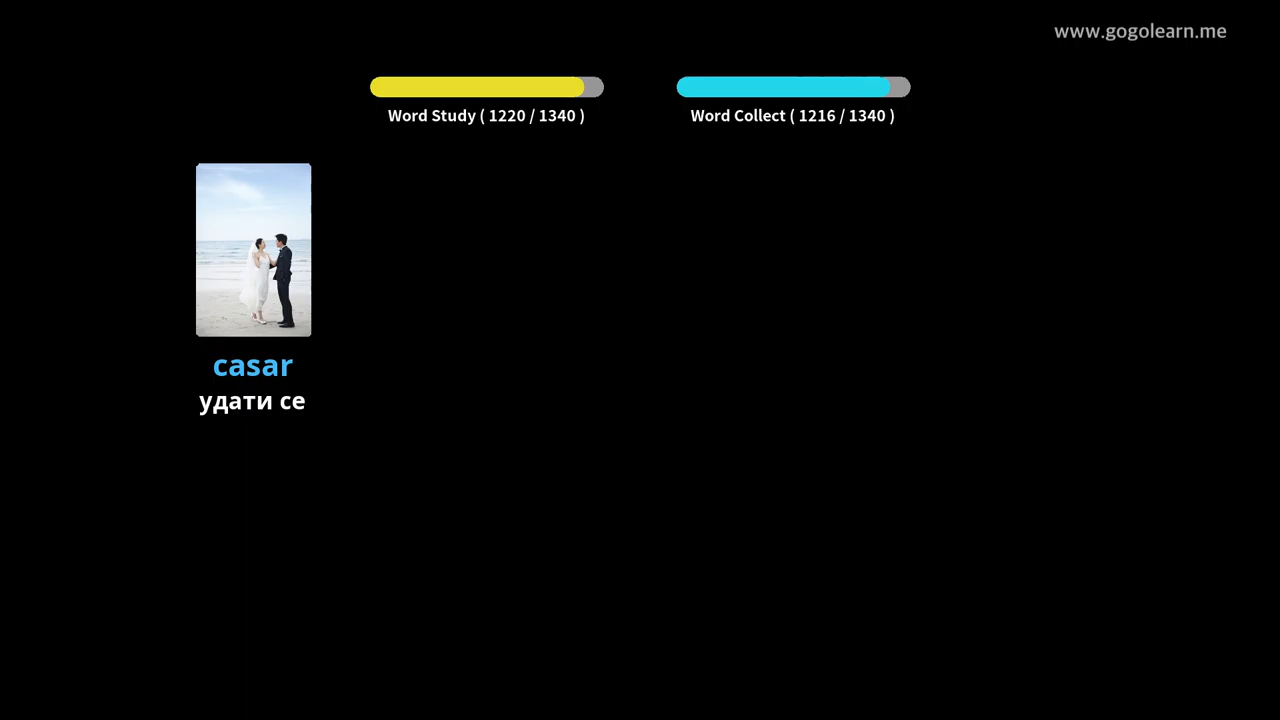 www.gogolearn.me
Word Study ( 1220 / 1340 )
Word Collect ( 1216 / 1340 )
casar
удати се